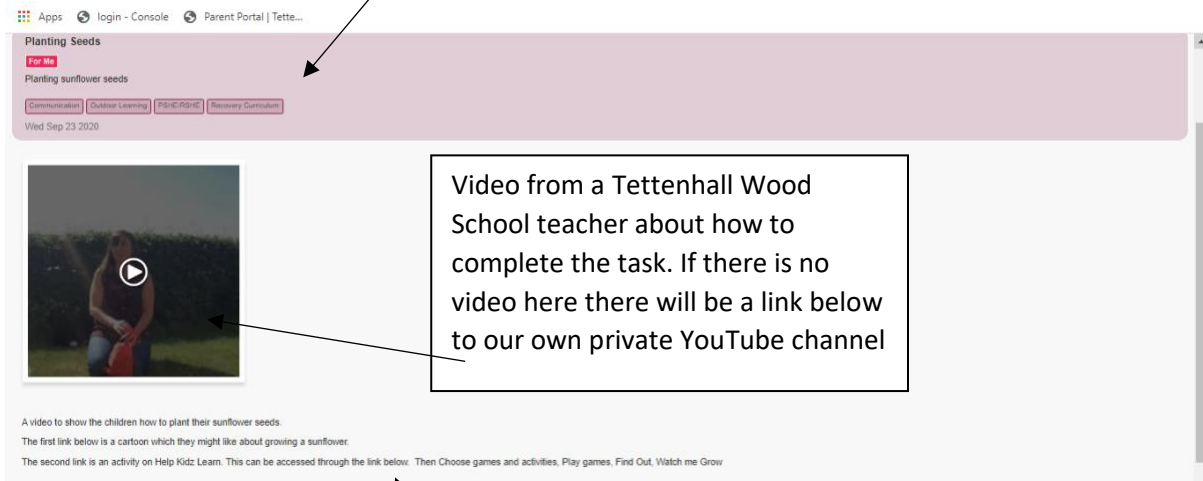 Apps login - Console Parent Portal | Tette...
Planting Seeds
For Me
Planting sunflower seeds
Communication Outdoor Learning PSHE/RSHE Recovery Curriculum
Wed Sep 23 2020
Video from a Tettenhall Wood
School teacher about how to
complete the task. If there is no
video here there will be a link below
to our own private YouTube channel
A video to show the children how to plant their sunflower seeds.
The first link below is a cartoon which they might like about growing a sunflower.
The second link is an activity on Help Kidz Learn. This can be accessed through the link below. Then Choose games and activities, Play games, Find Out, Watch me Grow